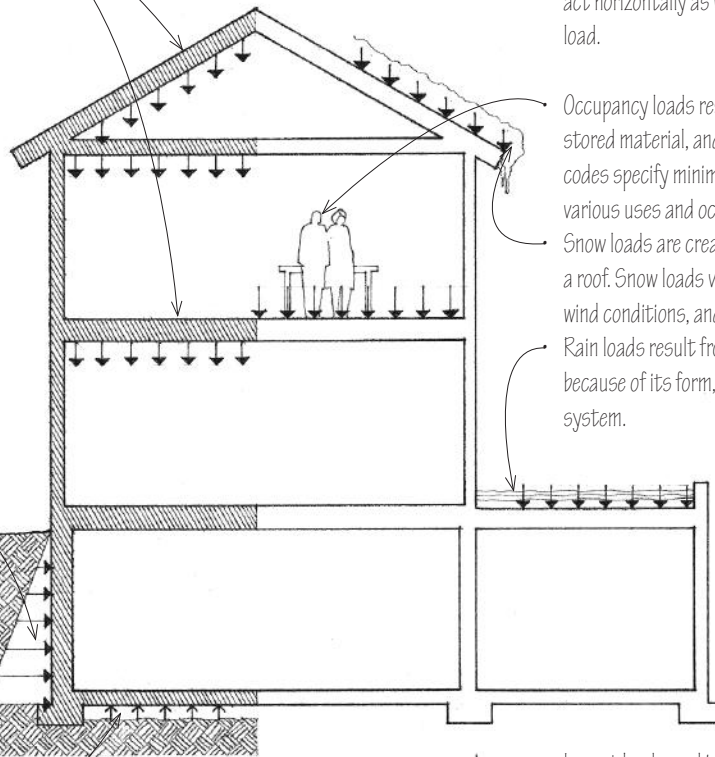 act horizontally as
load.
Occupancy loads re
stored material, and
codes specify minim
various uses and oc
Snow loads are crea
a roof. Snow loads v
wind conditions, and
Rain loads result fro
because of its form,
system.